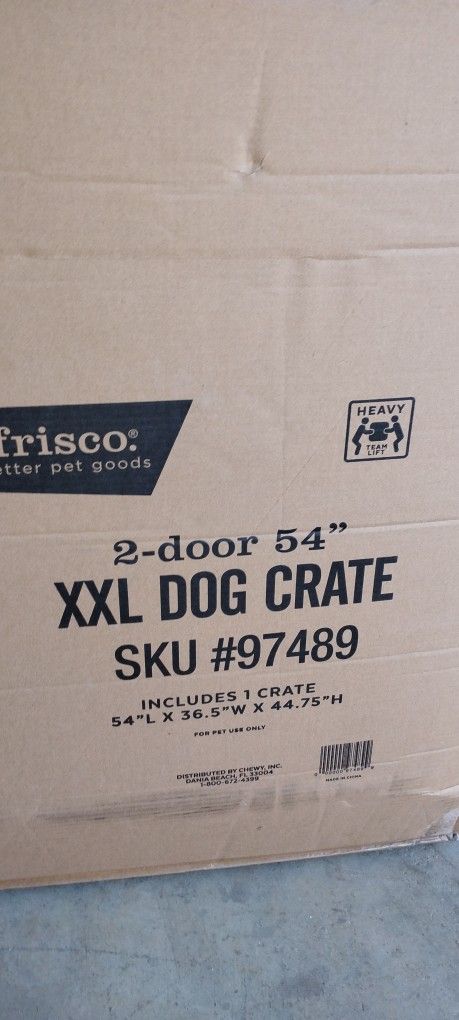 frisco.®
etter pet goods
HEAVY
TEAM
LIFT
2-door 54”
XXL DOG CRATE
SKU #97489
INCLUDES 1 CRATE
54”L X 36.5”W X 44.75”H
FOR PET USE ONLY
DISTRIBUTED BY CHEWY, INC.
DANIA BEACH, FL 33004
1-800-672-4399
MADE IN CHINA